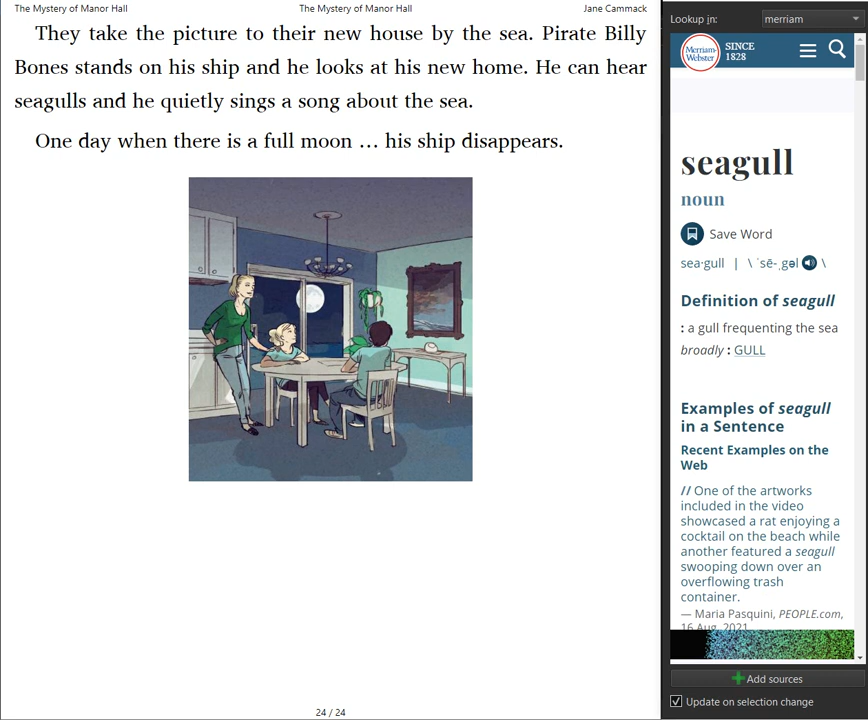 The Mystery of Manor Hall
The Mystery of Manor Hall
Jane Cammack
They take the picture to their new house by the sea. Pirate Billy
Bones stands on his ship and he looks at his new home. He can hear
seagulls and he quietly sings a song about the sea.
One day when there is a full moon … his ship disappears.
24 / 24
Lookup in:
merriam
Merriam-
Webster
SINCE
1828
seagull
noun
Save Word
sea·gull | \ ˈsē-ˌgəl \
Definition of seagull
: a gull frequenting the sea
broadly : GULL
Examples of seagull
in a Sentence
Recent Examples on the
Web
// One of the artworks
included in the video
showcased a rat enjoying a
cocktail on the beach while
another featured a seagull
swooping down over an
overflowing trash
container.
— Maria Pasquini, PEOPLE.com,
16 Aug. 2021
Add sources
Update on selection change